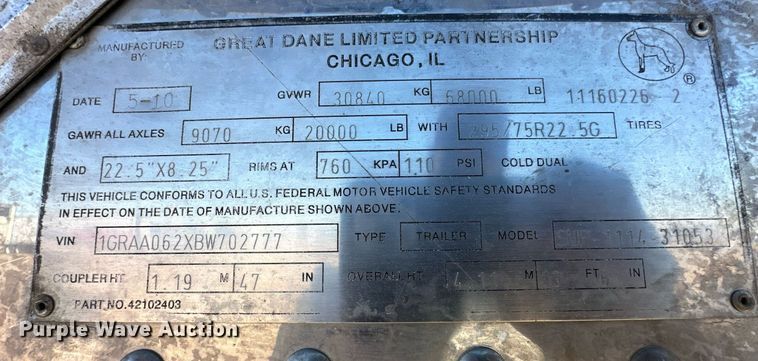 MANUFACTURED BY: GREAT DANE LIMITED PARTNERSHIP
CHICAGO, IL
®
DATE 5-10 GVWR 30840 KG 68000 LB 11160226 2
GAWR ALL AXLES 9070 KG 20000 LB WITH 295/75R22.5G TIRES
AND 22.5"X8.25" RIMS AT 760 KPA 110 PSI COLD DUAL
THIS VEHICLE CONFORMS TO ALL U.S. FEDERAL MOTOR VEHICLE SAFETY STANDARDS
IN EFFECT ON THE DATE OF MANUFACTURE SHOWN ABOVE.
VIN 1GRAA062XBW702777 TYPE TRAILER MODEL 31053
COUPLER HT. 1.19 M 47 IN OVERALL HT. M FT IN
PART NO. 42102403
Purple Wave Auction